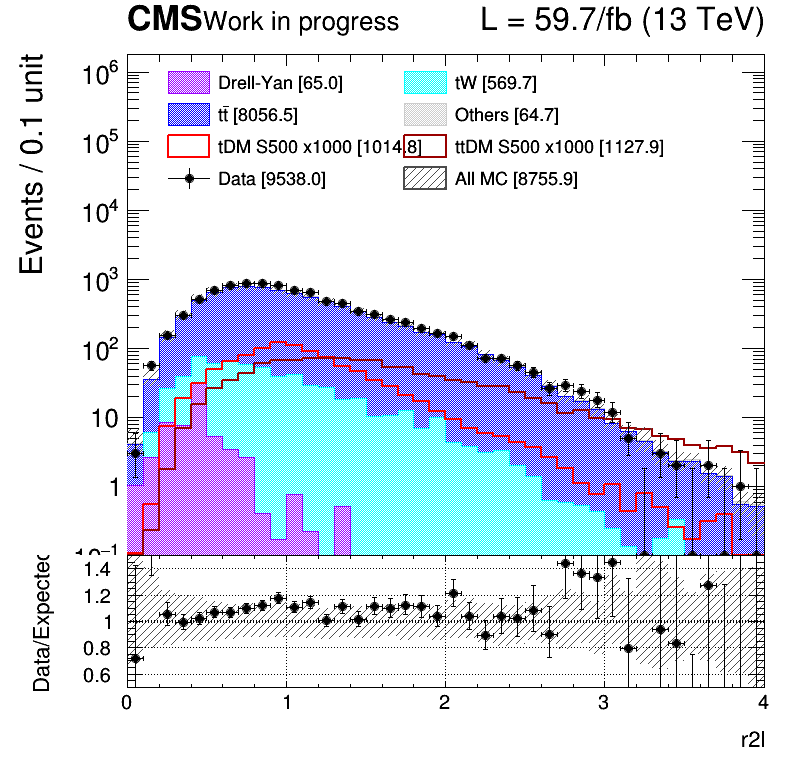 CMS Work in progress L = 59.7/fb (13 TeV)
Events / 0.1 unit
Drell-Yan [65.0] tW [569.7]
tt̄ [8056.5] Others [64.7]
tDM S500 x1000 [1014.8] ttDM S500 x1000 [1127.9]
Data [9538.0] All MC [8755.9]
10⁶
10⁵
10⁴
10³
10²
10
1
10⁻¹
Data/Expected
1.4
1.2
1
0.8
0.6
0 1 2 3 4
r2l